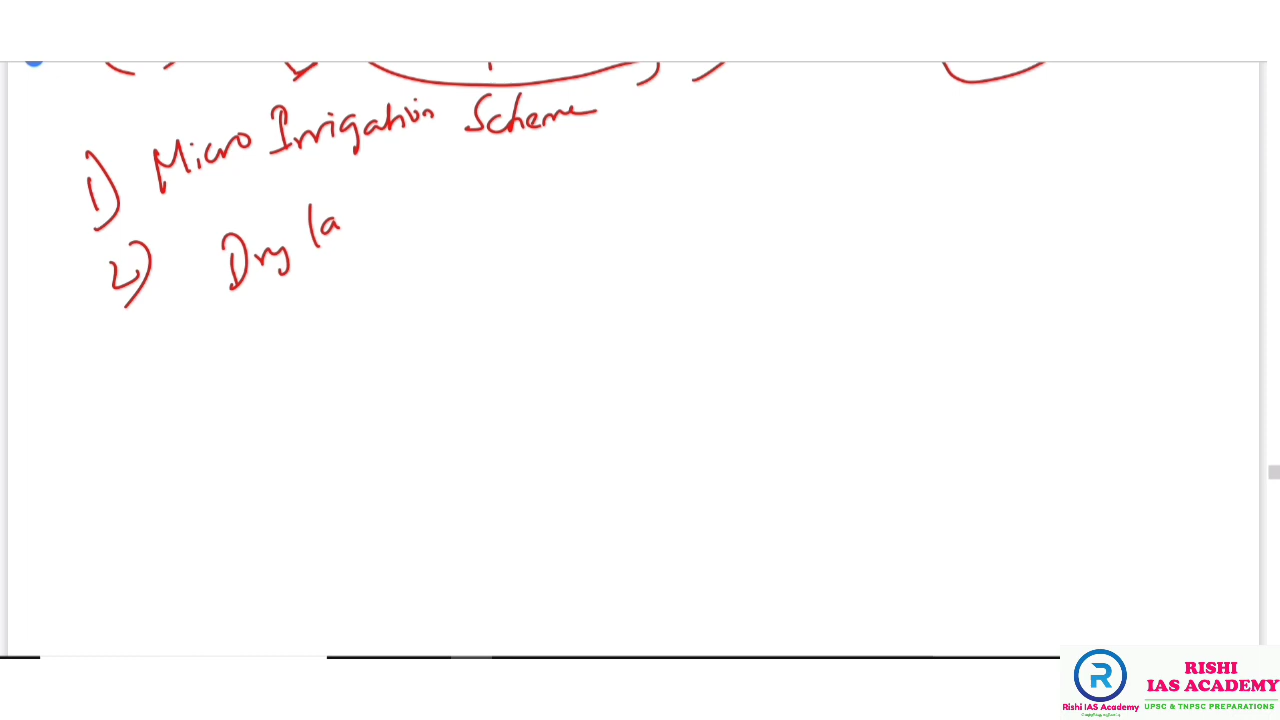 1) Micro Irrigation Scheme
2) Dry la
RISHI
IAS ACADEMY
Rishi IAS Academy
UPSC & TNPSC PREPARATIONS